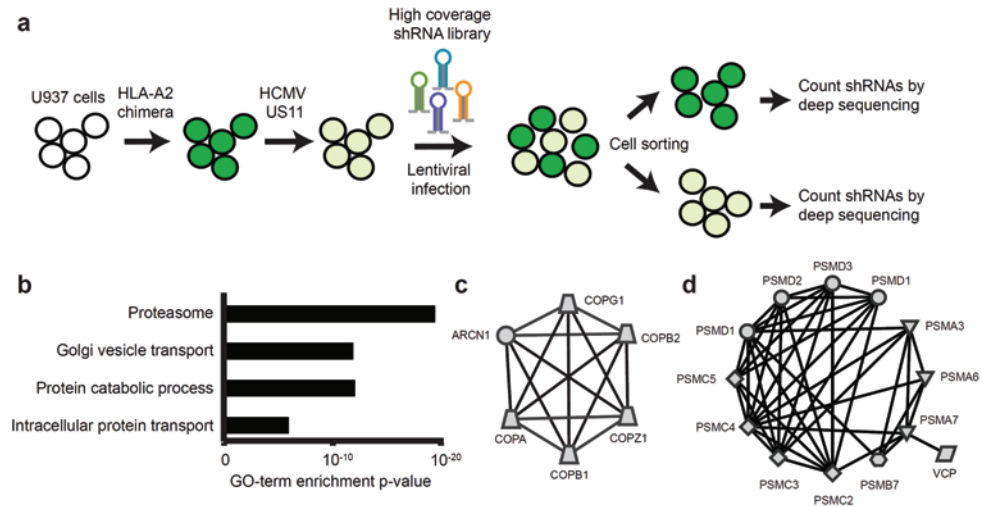 a
High coverage
shRNA library
U937 cells
HLA-A2
chimera
HCMV
US11
Lentiviral
infection
Cell sorting
Count shRNAs by
deep sequencing
Count shRNAs by
deep sequencing
b
Proteasome
Golgi vesicle transport
Protein catabolic process
Intracellular protein transport
0
10-10
10-20
GO-term enrichment p-value
c
COPG1
ARCN1
COPB2
COPA
COPZ1
COPB1
d
PSMD3
PSMD2
PSMD1
PSMD1
PSMA3
PSMC5
PSMA6
PSMC4
PSMA7
PSMC3
PSMC2
PSMB7
VCP